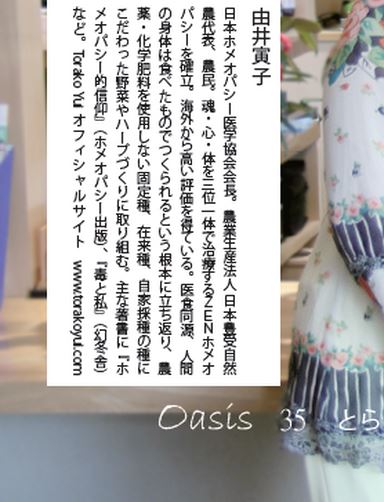 由井寅子
日本ホメオパシー医学協会会長。農業生産法人日本豊受自然
農代表、農民。魂・心・体を三位一体で治療するＺＥＮホメオ
パシーを確立。海外から高い評価を得ている。医食同源、人間
の身体は食べたものでつくられるという根本に立ち返り、農
薬・化学肥料を使用しない固定種、在来種、自家採種の種に
こだわった野菜やハーブづくりに取り組む。主な著書に『ホ
メオパシー的信仰』（ホメオパシー出版）、『毒と私』（幻冬舎）
など。Torako Yui オフィシャルサイト www.torakoyui.com
Oasis 35 とら